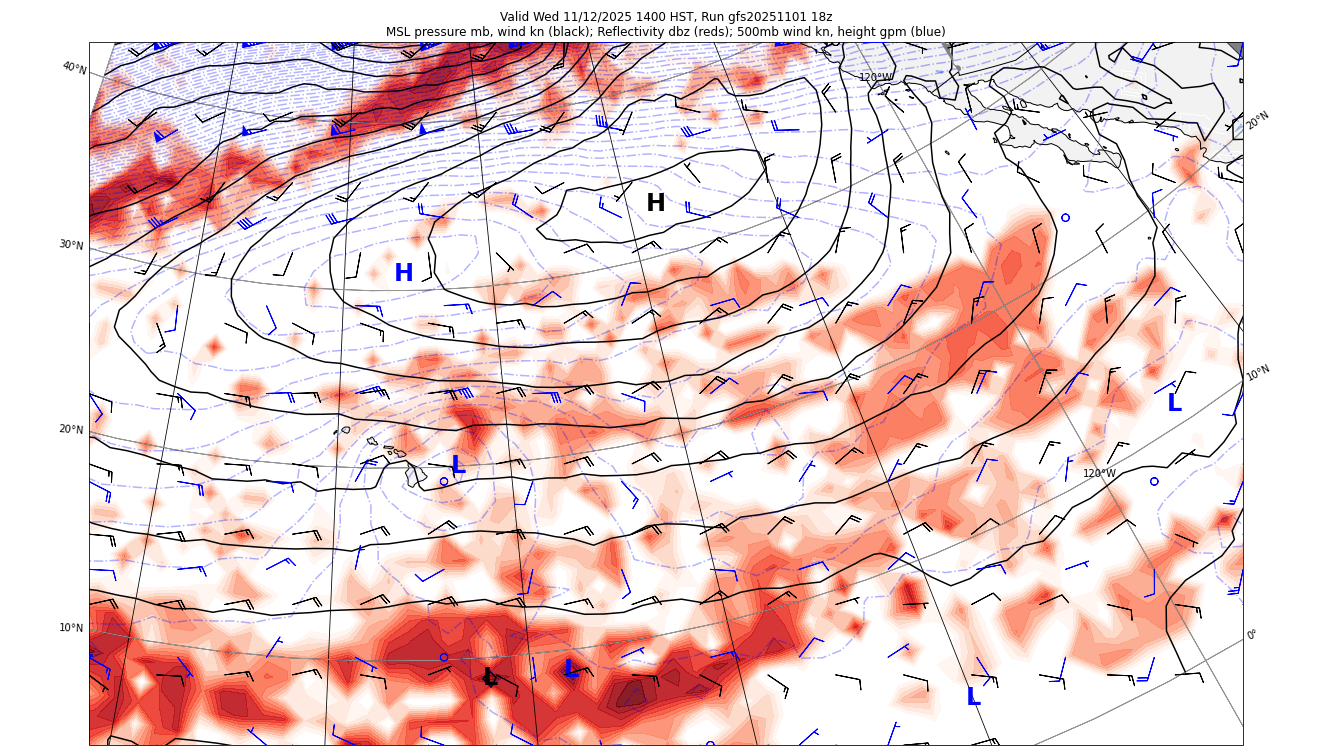 Valid Wed 11/12/2025 1400 HST, Run gfs20251101 18z
MSL pressure mb, wind kn (black); Reflectivity dbz (reds); 500mb wind kn, height gpm (blue)
40°N
120°W
20°N
H
30°N
H
10°N
L
20°N
L
120°W
10°N
0°
L
L
L